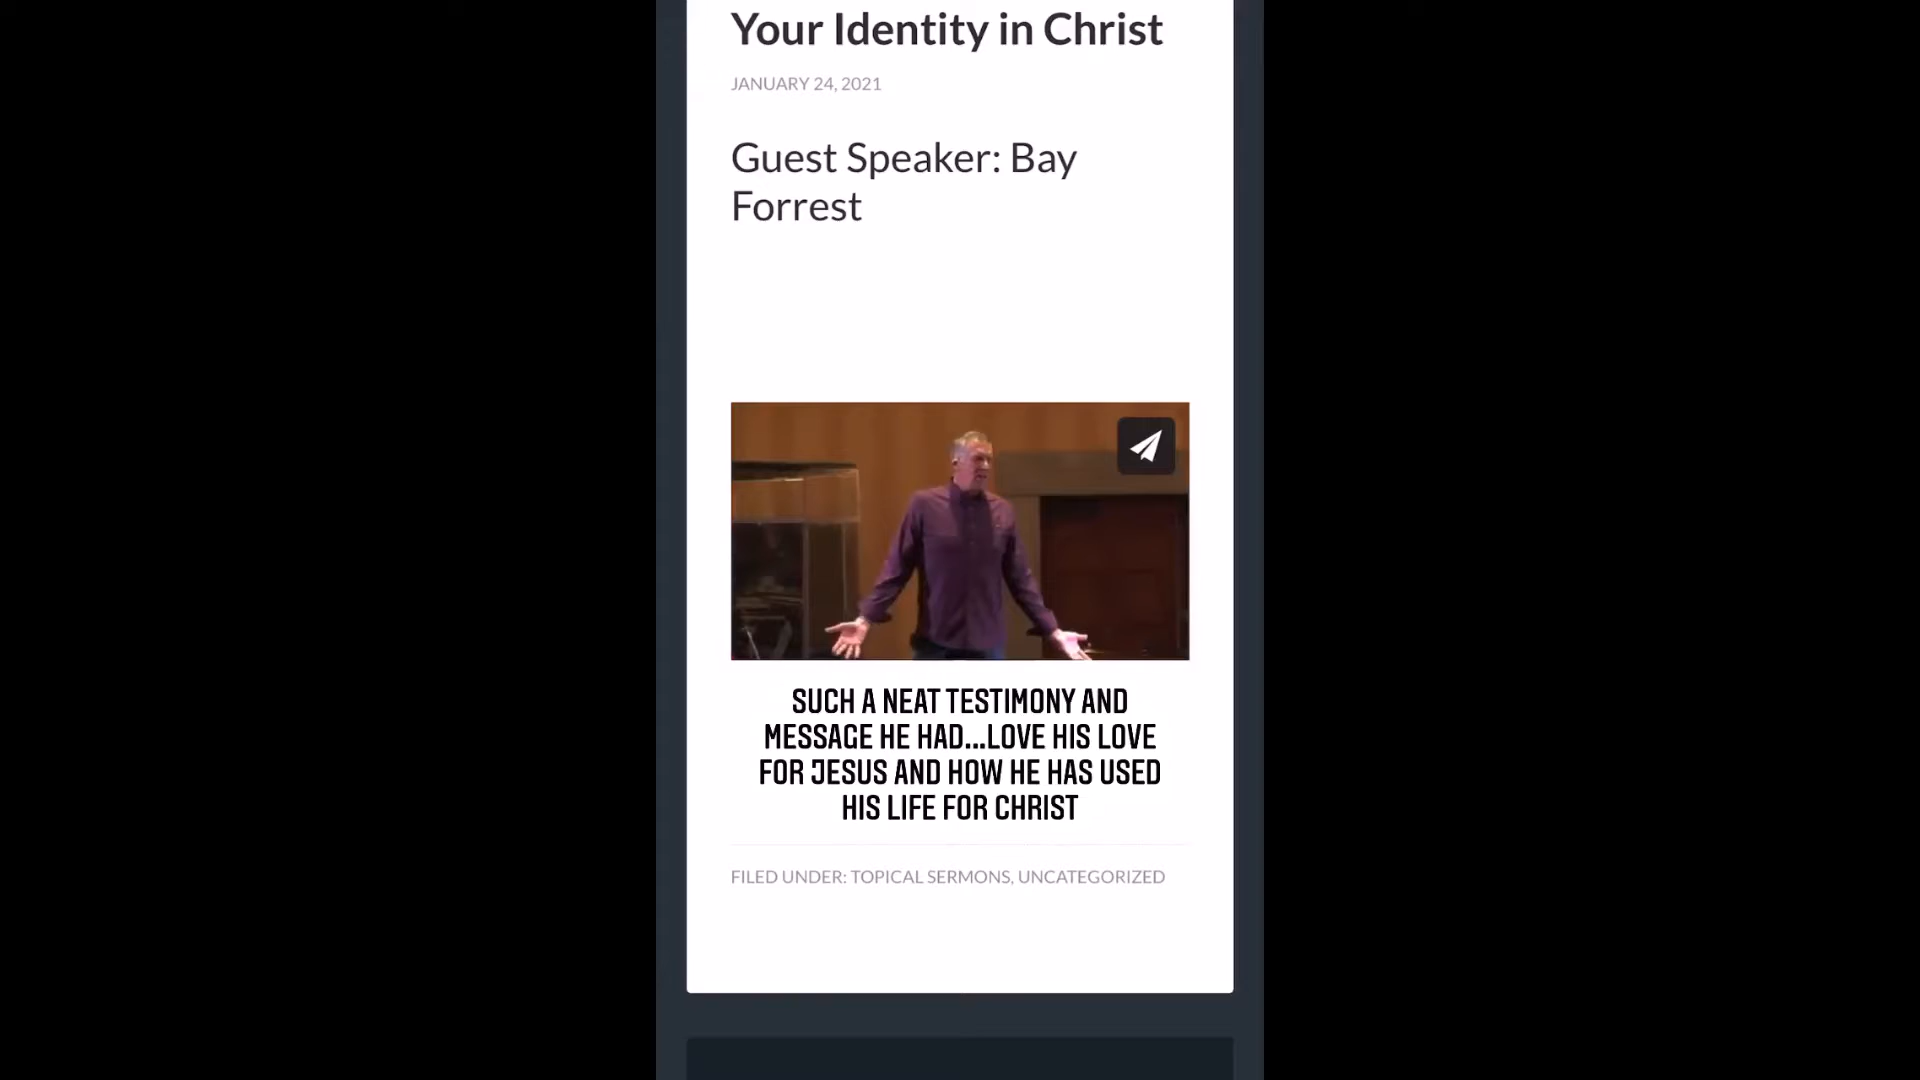 Your Identity in Christ
JANUARY 24, 2021
Guest Speaker: Bay
Forrest
SUCH A NEAT TESTIMONY AND
MESSAGE HE HAD...LOVE HIS LOVE
FOR JESUS AND HOW HE HAS USED
HIS LIFE FOR CHRIST
FILED UNDER: TOPICAL SERMONS, UNCATEGORIZED